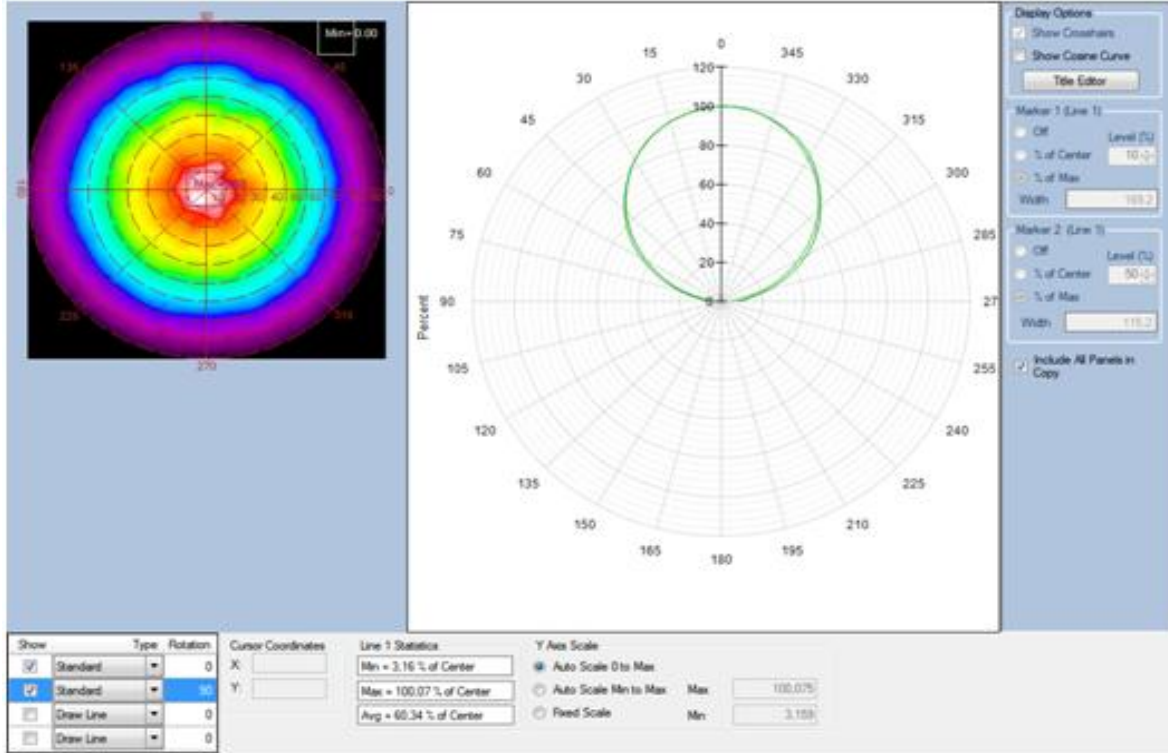 90
Min= 0.00
135
45
180
30 40
0
225
315
270
0
15
345
30
330
45
315
60
300
75
285
90
27
105
255
120
240
135
225
150
210
165
195
180
120
100
80
60
40
20
0
Percent
Display Options
Show Crosshairs
Show Cosine Curve
Title Editor
Marker 1 (Line 1)
Off
Level (%)
% of Center
10
% of Max
Width
169.2
Marker 2 (Line 1)
Off
Level (%)
% of Center
50
% of Max
Width
115.2
Include All Panels in
Copy
Show Type Rotation
Standard 0
Standard 90
Draw Line 0
Draw Line 0
Cursor Coordinates
X:
Y:
Line 1 Statistics
Min = 3.16 % of Center
Max = 100.07 % of Center
Avg = 60.34 % of Center
Y Axis Scale
Auto Scale 0 to Max
Auto Scale Min to Max
Fixed Scale
Max 100.075
Min 3.159